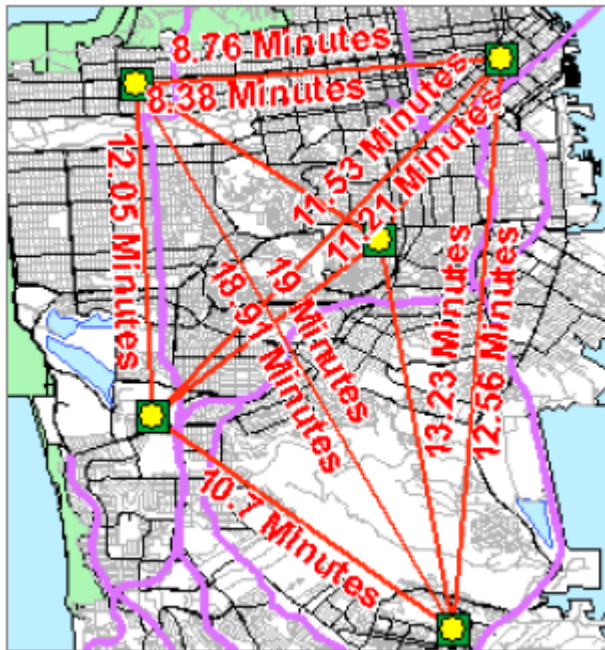 8.76 Minutes
8.38 Minutes
12.05 Minutes
11.53 Minutes
11.21 Minutes
19 Minutes
18.91 Minutes
13.23 Minutes
12.56 Minutes
10.7 Minutes